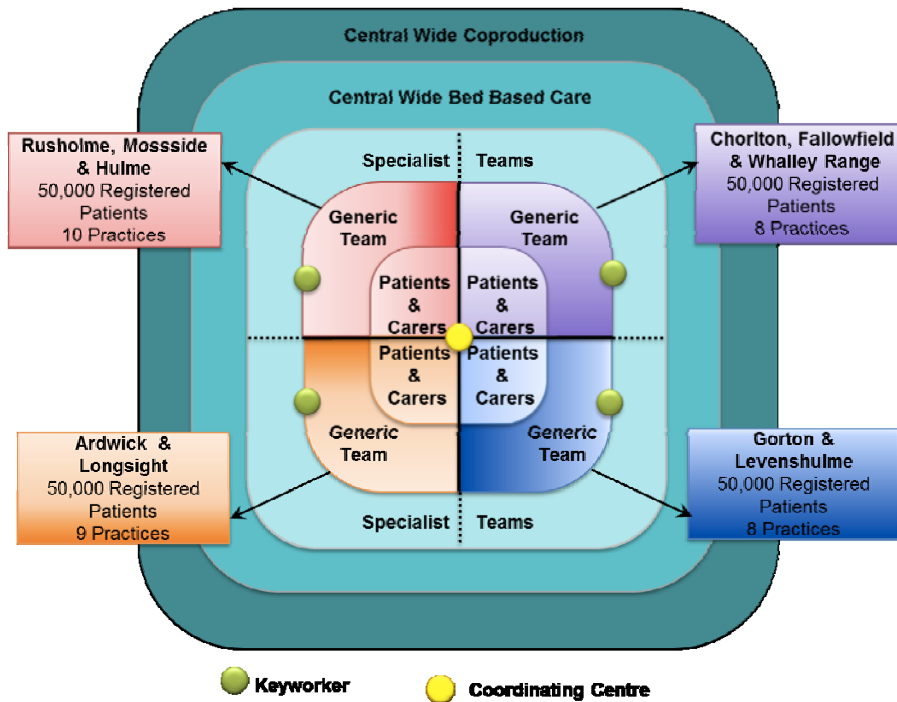 Central Wide Coproduction
Central Wide Bed Based Care
Rusholme, Mossside
& Hulme
50,000 Registered
Patients
10 Practices
Chorlton, Fallowfield
& Whalley Range
50,000 Registered
Patients
8 Practices
Specialist Teams
Generic
Team
Generic
Team
Patients
&
Carers
Patients
&
Carers
Patients
&
Carers
Patients
&
Carers
Generic
Team
Generic
Team
Ardwick &
Longsight
50,000 Registered
Patients
9 Practices
Gorton &
Levenshulme
50,000 Registered
Patients
8 Practices
Specialist Teams
Keyworker
Coordinating Centre